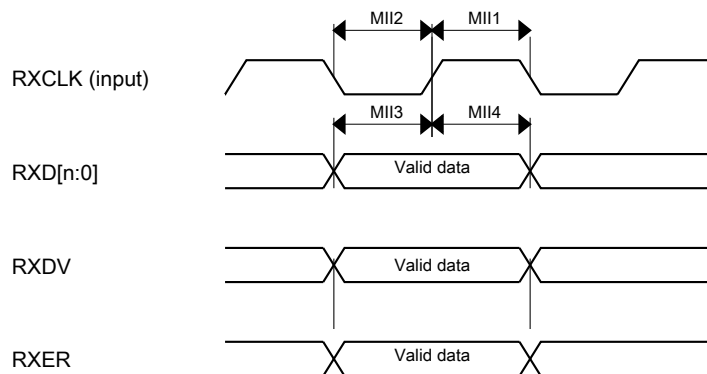 MII2 MII1
RXCLK (input)
MII3 MII4
RXD[n:0] Valid data
RXDV Valid data
RXER Valid data